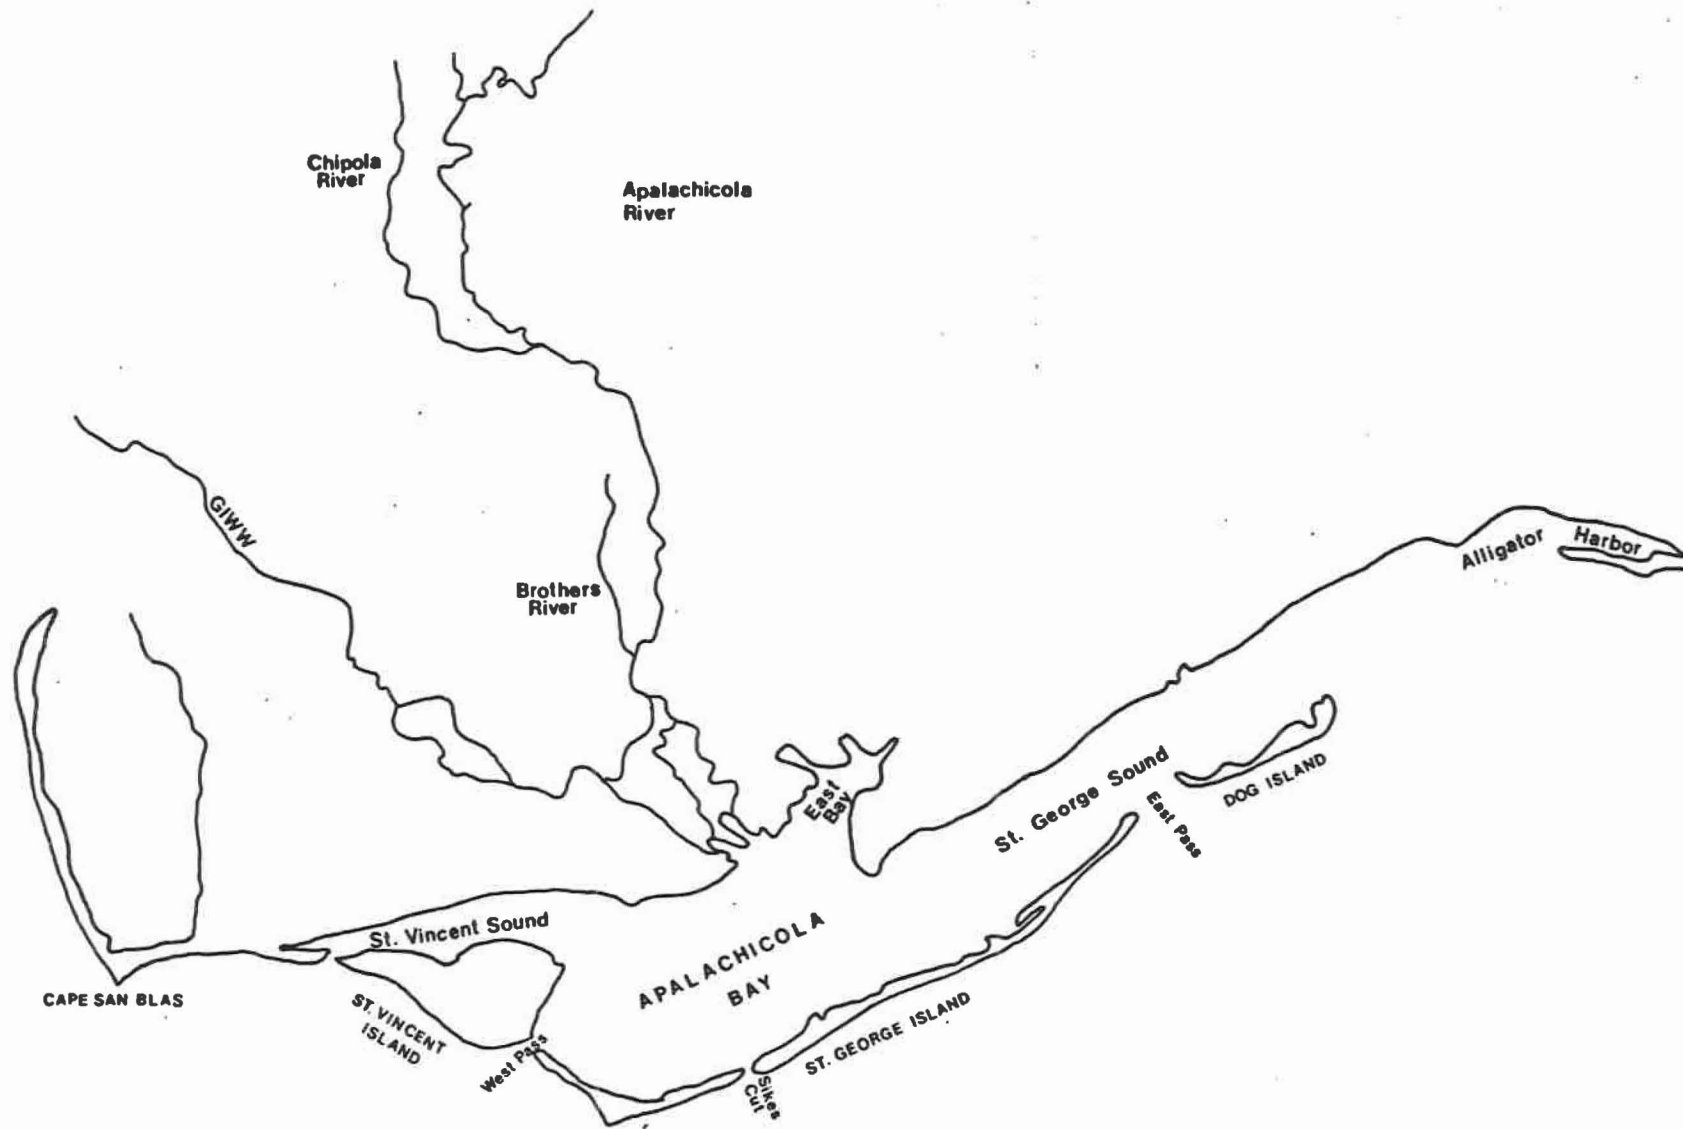 Chipola
River
Apalachicola
River
GIWW
Brothers
River
Alligator Harbor
East
Bay
St. George Sound
DOG ISLAND
East Pass
St. Vincent Sound
APALACHICOLA
BAY
CAPE SAN BLAS
ST. VINCENT
ISLAND
West Pass
ST. GEORGE ISLAND
Sikes
Cut